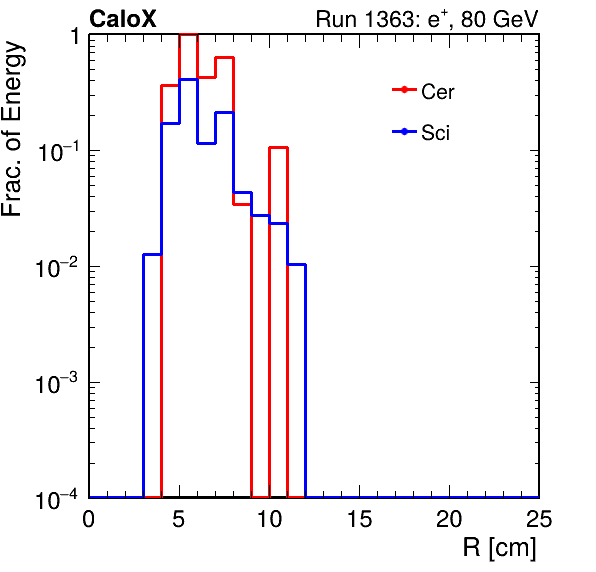 CaloX Run 1363: e⁺, 80 GeV
Frac. of Energy
1
10⁻¹
10⁻²
10⁻³
10⁻⁴
Cer
Sci
0 5 10 15 20 25
R [cm]